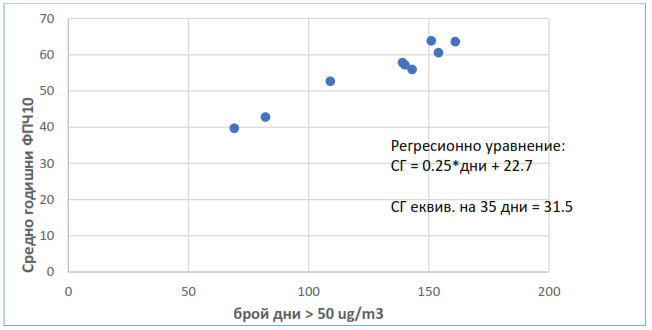 70
60
50
40
30
20
10
0
Средно годишни ФПЧ10
Регресионно уравнение:
СГ = 0.25*дни + 22.7
СГ еквив. на 35 дни = 31.5
0 50 100 150 200
брой дни > 50 ug/m3